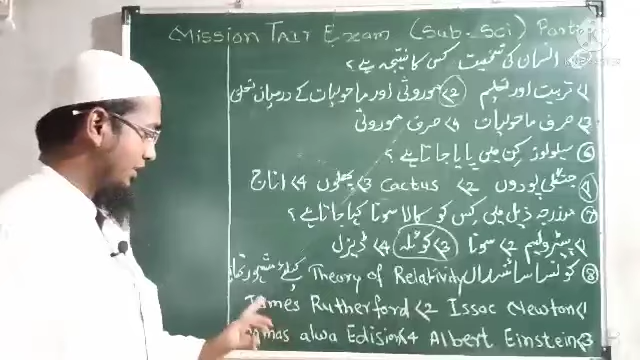 Mission TAIT Exam (Sub-Sci) Part
انسان کی شخصیت کس کا نتیجہ ہے ؟
1> تربیت اور تعلیم 2> موروثی اور ماحولیات کے درمیان
3> صرف ماحولیات 4> صرف موروثی
6 سیلولوز کن میں پایا جاتا ہے ؟
1> جنگلی پودوں 2> Cactus 3> پھلوں 4> اناج
7 مندرجہ ذیل میں کس کو کالا سونا کہا جاتا ہے ؟
1> پیٹرولیم 2> سونا 3> کوئلہ 4> ڈیزل
8 کونسا سائنسداں Theory of Relativity کیلئے مشہور تھا
1> James Rutherford 2> Issac Newton
3> alwa Edision 4> Albert Einstein